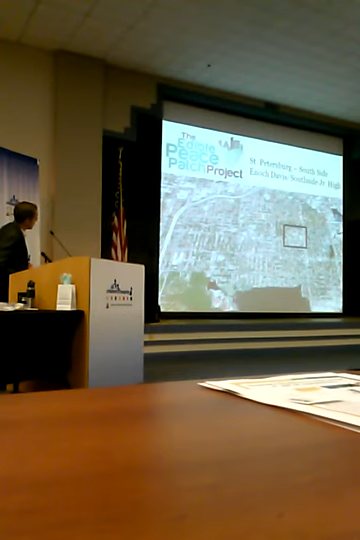 The
Edible
Peace
Patch Project
St. Petersburg - South Side
Enoch Davis, Southside Jr. High